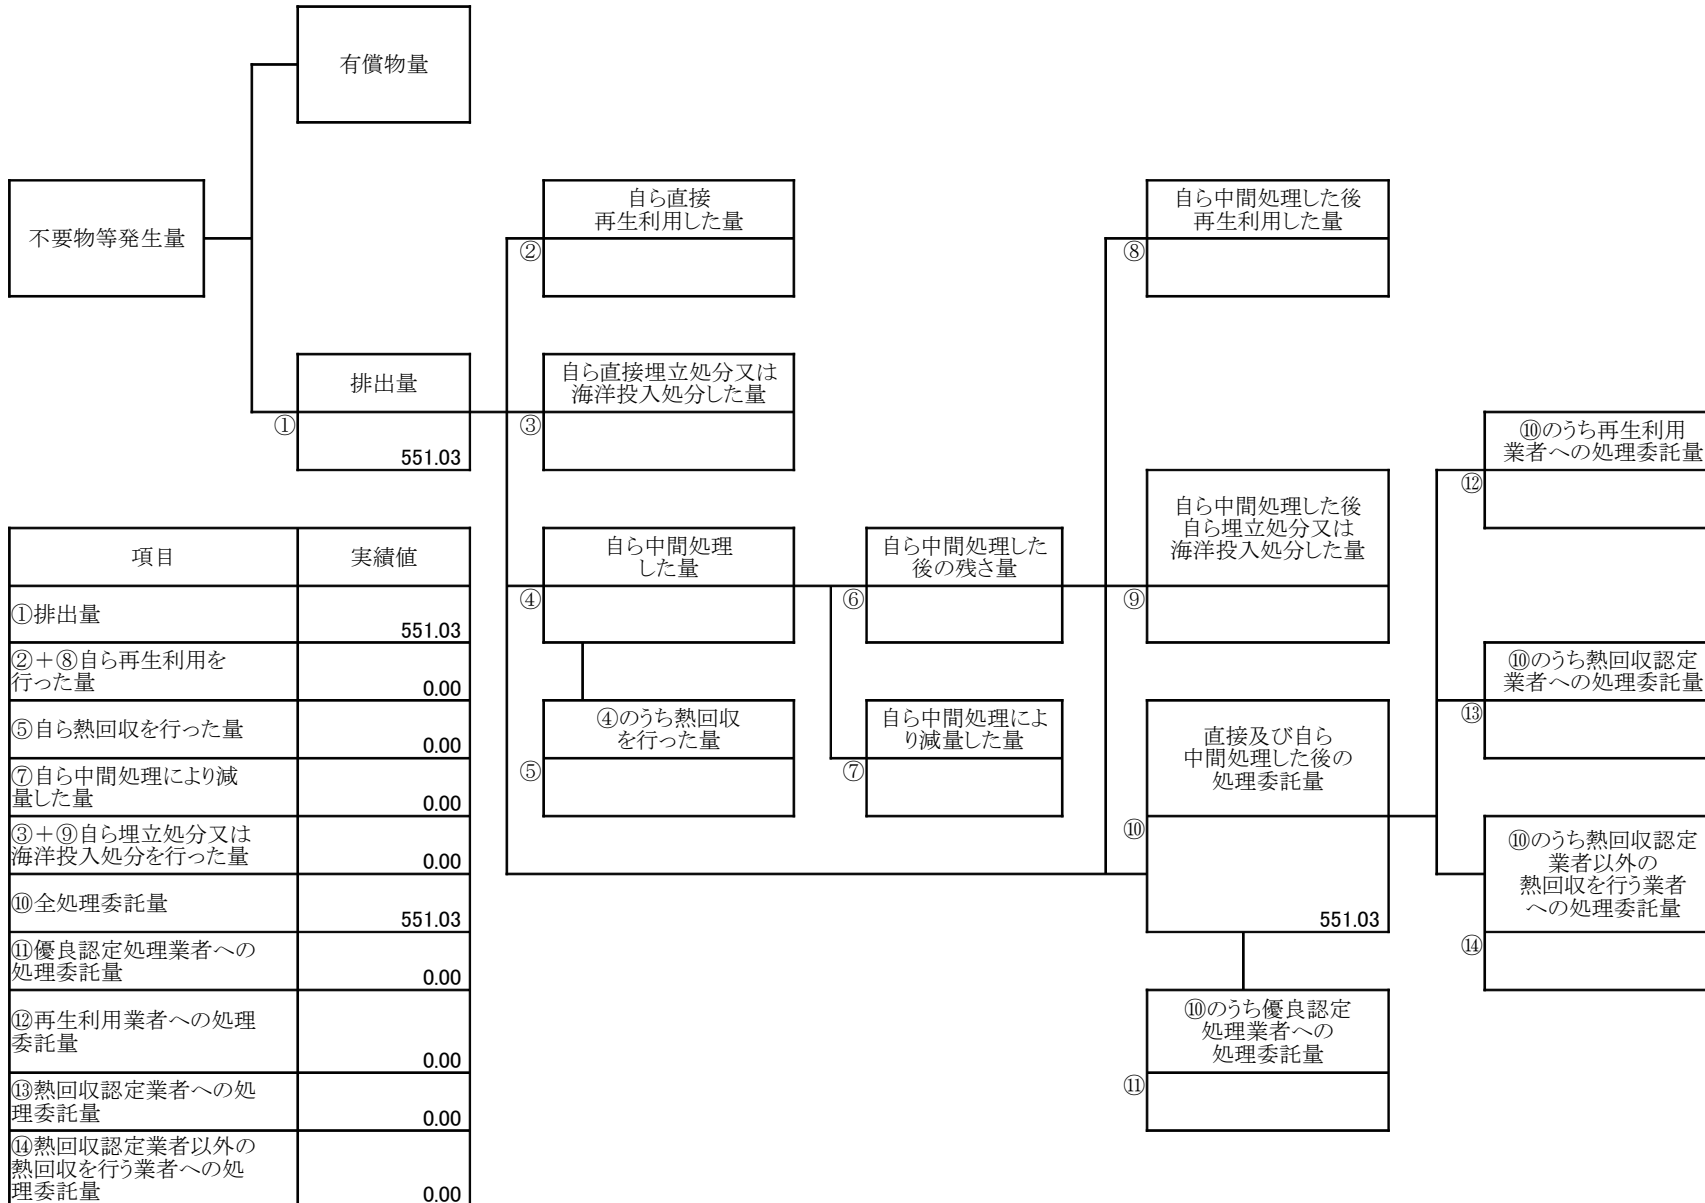 有償物量
不要物等発生量
自ら直接
再生利用した量
②
自ら中間処理した後
再生利用した量
⑧
排出量
①
551.03
自ら直接埋立処分又は
海洋投入処分した量
③
⑩のうち再生利用
業者への処理委託量
⑫
自ら中間処理した後
自ら埋立処分又は
海洋投入処分した量
⑨
自ら中間処理
した量
④
自ら中間処理した
後の残さ量
⑥
⑩のうち熱回収認定
業者への処理委託量
⑬
④のうち熱回収
を行った量
⑤
自ら中間処理によ
り減量した量
⑦
直接及び自ら
中間処理した後の
処理委託量
⑩
551.03
⑩のうち熱回収認定
業者以外の
熱回収を行う業者
への処理委託量
⑭
⑩のうち優良認定
処理業者への
処理委託量
⑪
項目 実績値
①排出量 551.03
②+⑧自ら再生利用を
行った量 0.00
⑤自ら熱回収を行った量 0.00
⑦自ら中間処理により減
量した量 0.00
③+⑨自ら埋立処分又は
海洋投入処分を行った量 0.00
⑩全処理委託量 551.03
⑪優良認定処理業者への
処理委託量 0.00
⑫再生利用業者への処理
委託量 0.00
⑬熱回収認定業者への処
理委託量 0.00
⑭熱回収認定業者以外の
熱回収を行う業者への処
理委託量 0.00